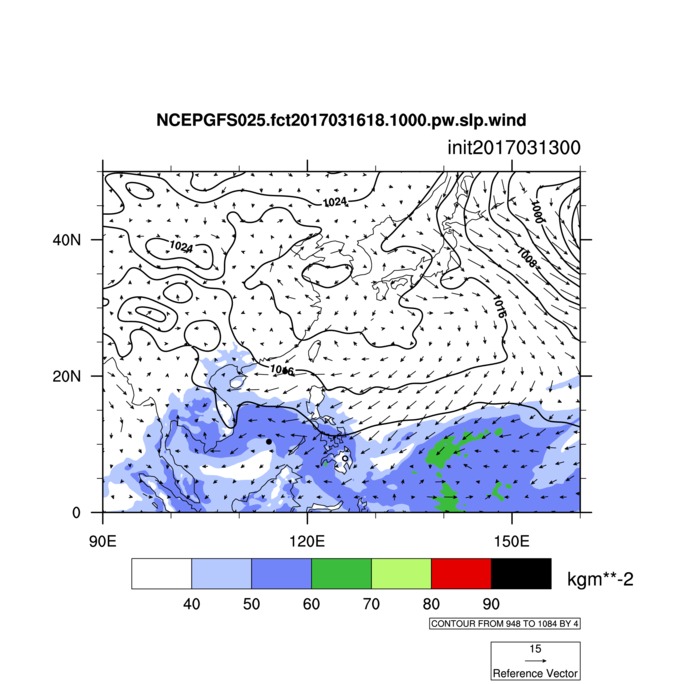 NCEPGFS025.fct2017031618.1000.pw.slp.wind
init2017031300
1024
1000
40N
1024
1008
1016
1016
20N
0
90E 120E 150E
kgm**-2
40 50 60 70 80 90
CONTOUR FROM 948 TO 1084 BY 4
15
Reference Vector